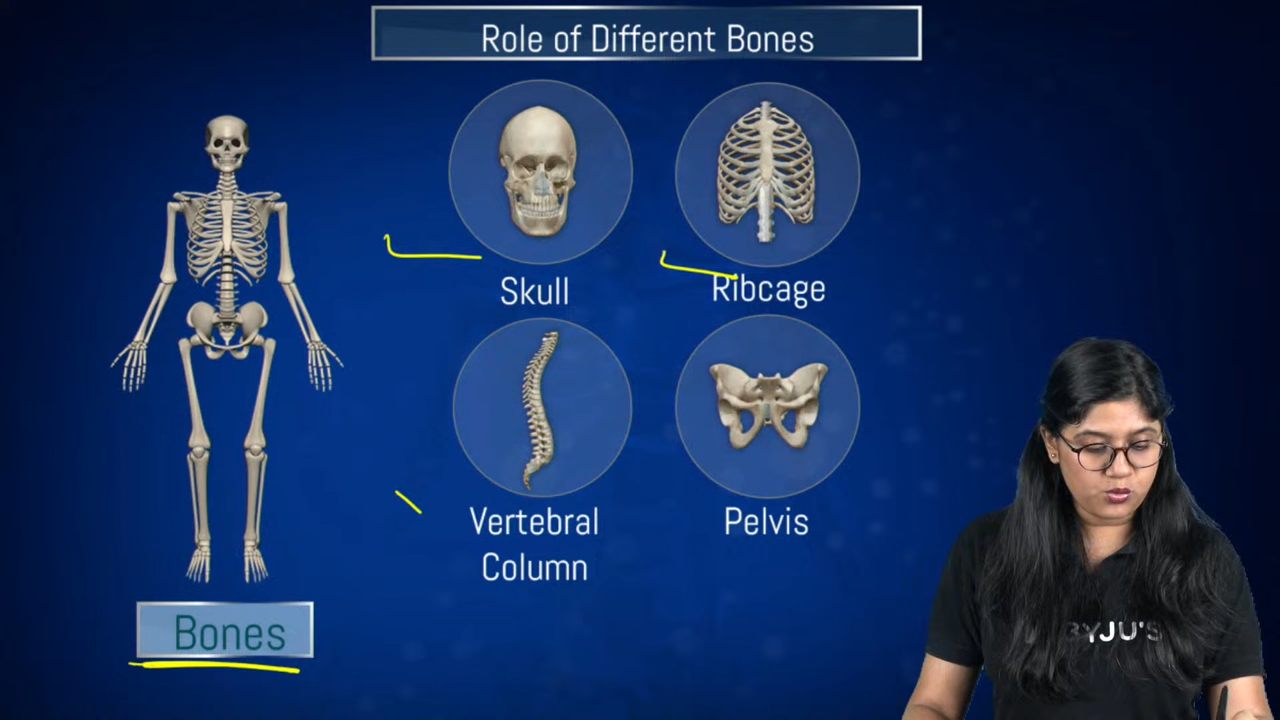 Role of Different Bones
Skull
Ribcage
Vertebral
Column
Pelvis
Bones
BYJU'S